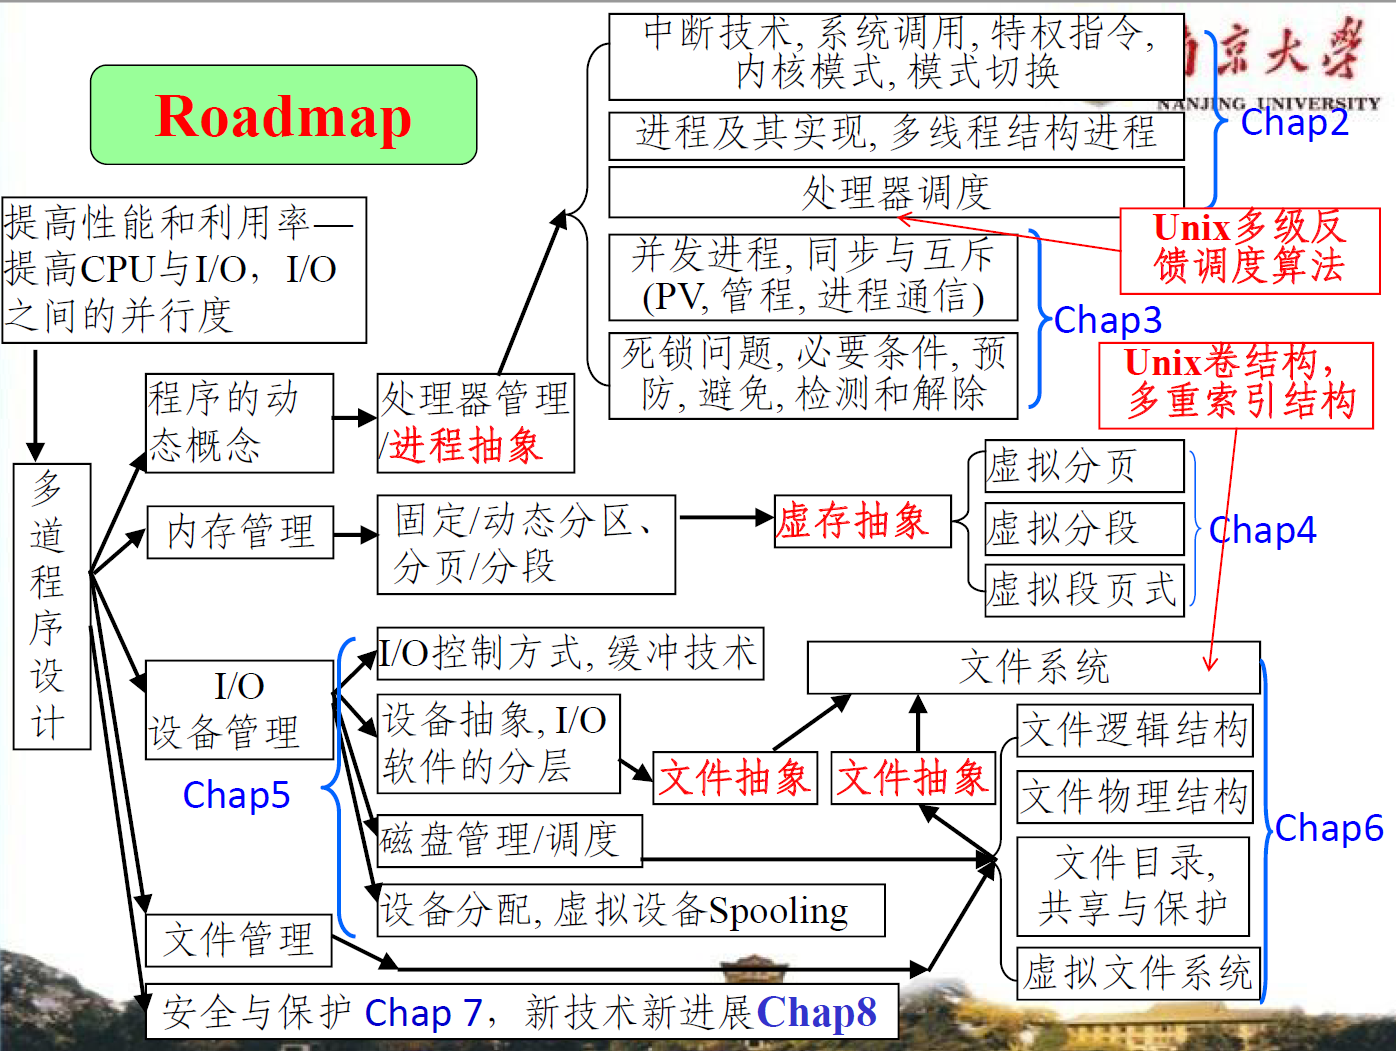 Roadmap
南京大学
NANJING UNIVERSITY
中断技术, 系统调用, 特权指令,
内核模式, 模式切换
进程及其实现, 多线程结构进程
处理器调度
Chap2
Unix多级反
馈调度算法
并发进程, 同步与互斥
(PV, 管程, 进程通信)
死锁问题, 必要条件, 预
防, 避免, 检测和解除
Chap3
Unix卷结构,
多重索引结构
提高性能和利用率—
提高CPU与I/O，I/O
之间的并行度
多
道
程
序
设
计
程序的动
态概念
处理器管理
/进程抽象
内存管理
固定/动态分区、
分页/分段
虚存抽象
虚拟分页
虚拟分段
虚拟段页式
Chap4
I/O
设备管理
Chap5
I/O控制方式, 缓冲技术
设备抽象, I/O
软件的分层
磁盘管理/调度
设备分配, 虚拟设备Spooling
文件抽象
文件抽象
文件系统
文件逻辑结构
文件物理结构
文件目录,
共享与保护
虚拟文件系统
Chap6
文件管理
安全与保护 Chap 7，新技术新进展Chap8